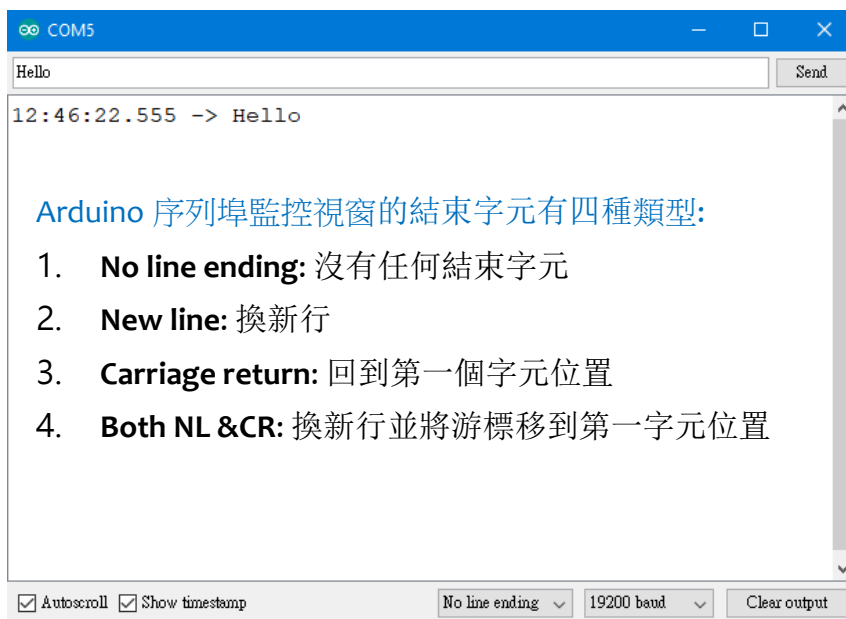 COM5
Hello Send
12:46:22.555 -> Hello
Arduino 序列埠監控視窗的結束字元有四種類型:
1. No line ending: 沒有任何結束字元
2. New line: 換新行
3. Carriage return: 回到第一個字元位置
4. Both NL &CR: 換新行並將游標移到第一字元位置
Autoscroll Show timestamp No line ending 19200 baud Clear output